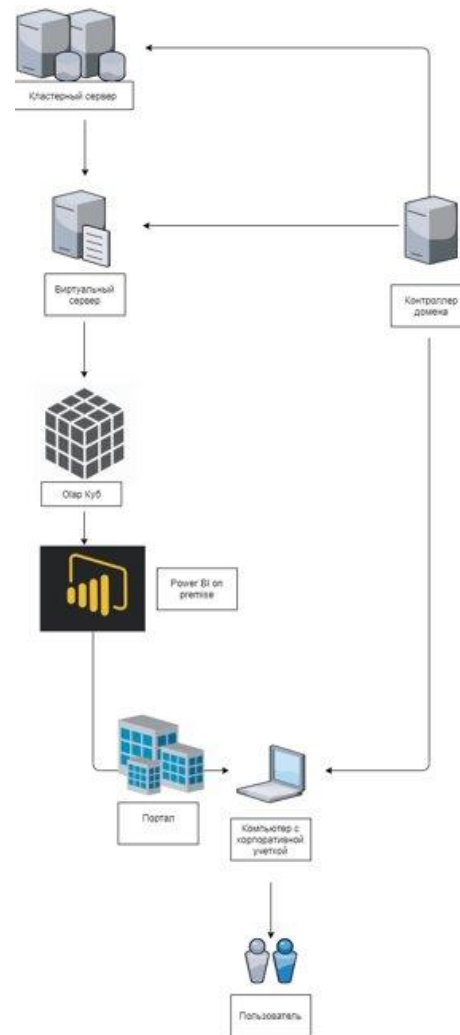 Кластерный сервер
Виртуальный
сервер
Контроллер
домена
Olap Куб
Power BI on
premise
Портал
Компьютер с
корпоративной
учеткой
Пользователь